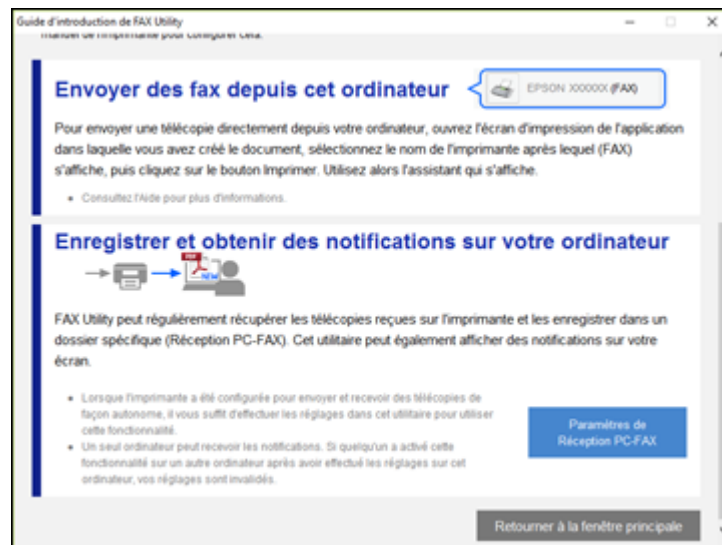 Guide d'introduction de FAX Utility
manuel de l'imprimante pour configurer cela.
Envoyer des fax depuis cet ordinateur
EPSON XXXXXX (FAX)
Pour envoyer une télécopie directement depuis votre ordinateur, ouvrez l'écran d'impression de l'application
dans laquelle vous avez créé le document, sélectionnez le nom de l'imprimante après lequel (FAX)
s'affiche, puis cliquez sur le bouton Imprimer. Utilisez alors l'assistant qui s'affiche.
• Consultez l'Aide pour plus d'informations.
Enregistrer et obtenir des notifications sur votre ordinateur
PDF
NEW
FAX Utility peut régulièrement récupérer les télécopies reçues sur l'imprimante et les enregistrer dans un
dossier spécifique (Réception PC-FAX). Cet utilitaire peut également afficher des notifications sur votre
écran.
• Lorsque l'imprimante a été configurée pour envoyer et recevoir des télécopies de
façon autonome, il vous suffit d'effectuer les réglages dans cet utilitaire pour utiliser
cette fonctionnalité.
• Un seul ordinateur peut recevoir les notifications. Si quelqu'un a activé cette
fonctionnalité sur un autre ordinateur après avoir effectué les réglages sur cet
ordinateur, vos réglages sont invalidés.
Paramètres de
Réception PC-FAX
Retourner à la fenêtre principale